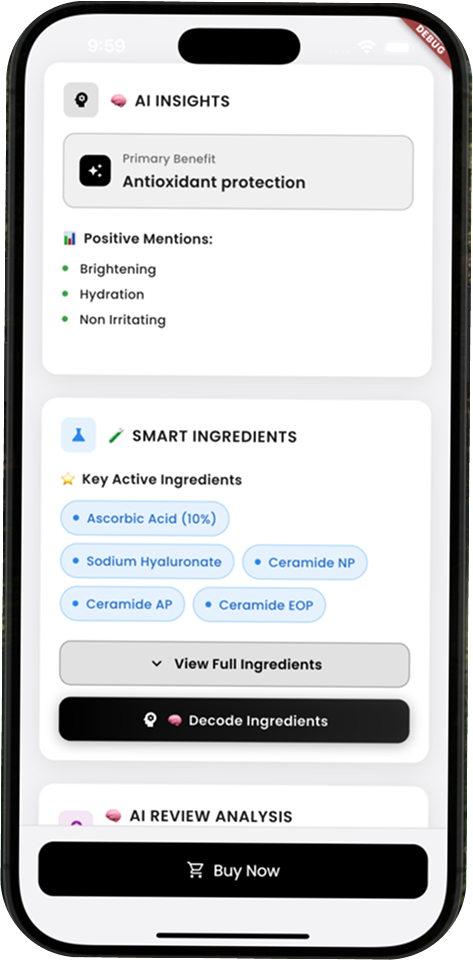 9:59
DEBUG
🧠 AI INSIGHTS
Primary Benefit
Antioxidant protection
📊 Positive Mentions:
• Brightening
• Hydration
• Non Irritating
🧪 SMART INGREDIENTS
⭐ Key Active Ingredients
• Ascorbic Acid (10%)
• Sodium Hyaluronate • Ceramide NP
• Ceramide AP • Ceramide EOP
View Full Ingredients
🧠 Decode Ingredients
🧠 AI REVIEW ANALYSIS
Buy Now